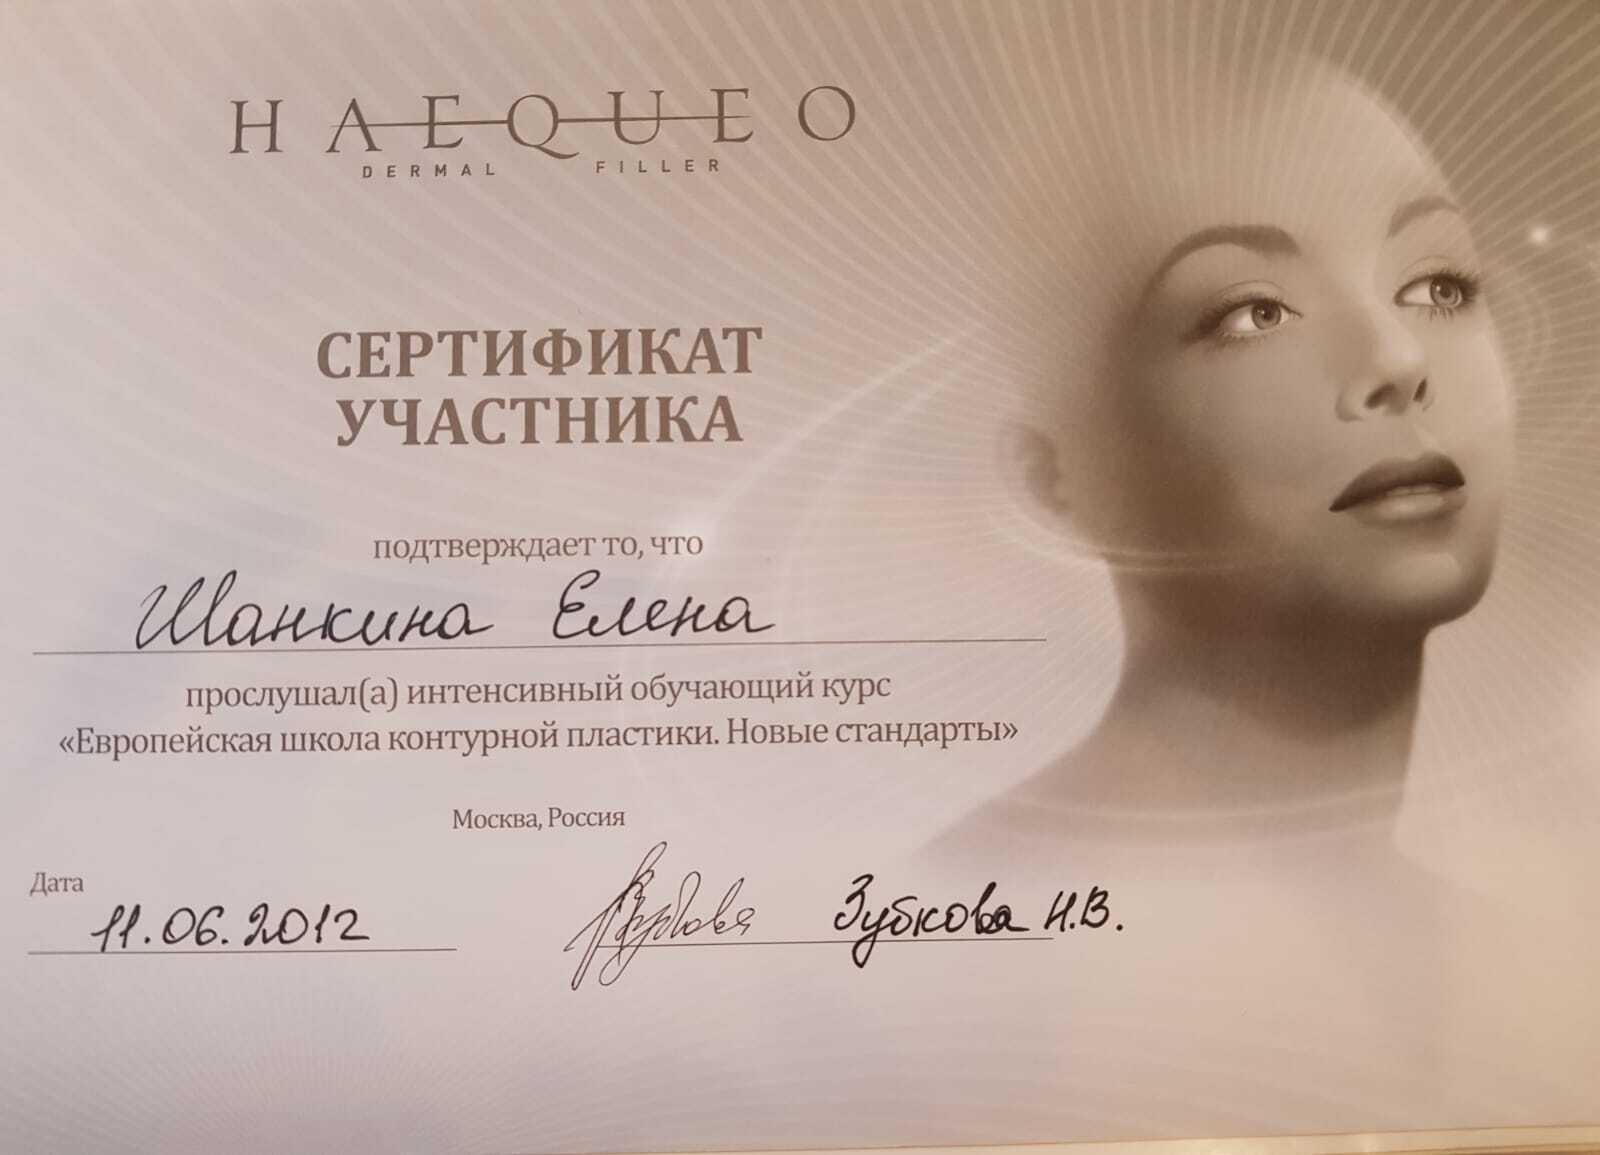 HAEQUEO
DERMAL FILLER
СЕРТИФИКАТ
УЧАСТНИКА
подтверждает то, что
Шанкина Елена
прослушал(а) интенсивный обучающий курс
«Европейская школа контурной пластики. Новые стандарты»
Москва, Россия
Дата
11.06.2012
Зубкова Н.В.